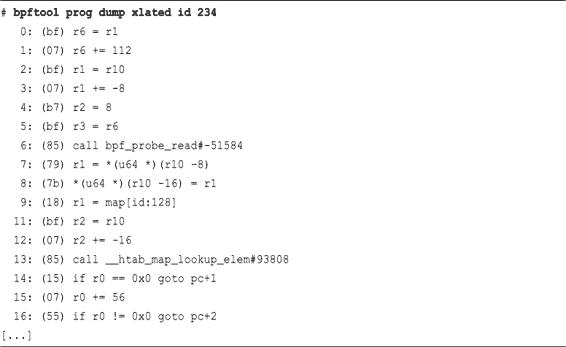 # bpftool prog dump xlated id 234
0: (bf) r6 = r1
1: (07) r6 += 112
2: (bf) r1 = r10
3: (07) r1 += -8
4: (b7) r2 = 8
5: (bf) r3 = r6
6: (85) call bpf_probe_read#-51584
7: (79) r1 = *(u64 *)(r10 -8)
8: (7b) *(u64 *)(r10 -16) = r1
9: (18) r1 = map[id:128]
11: (bf) r2 = r10
12: (07) r2 += -16
13: (85) call __htab_map_lookup_elem#93808
14: (15) if r0 == 0x0 goto pc+1
15: (07) r0 += 56
16: (55) if r0 != 0x0 goto pc+2
[...]